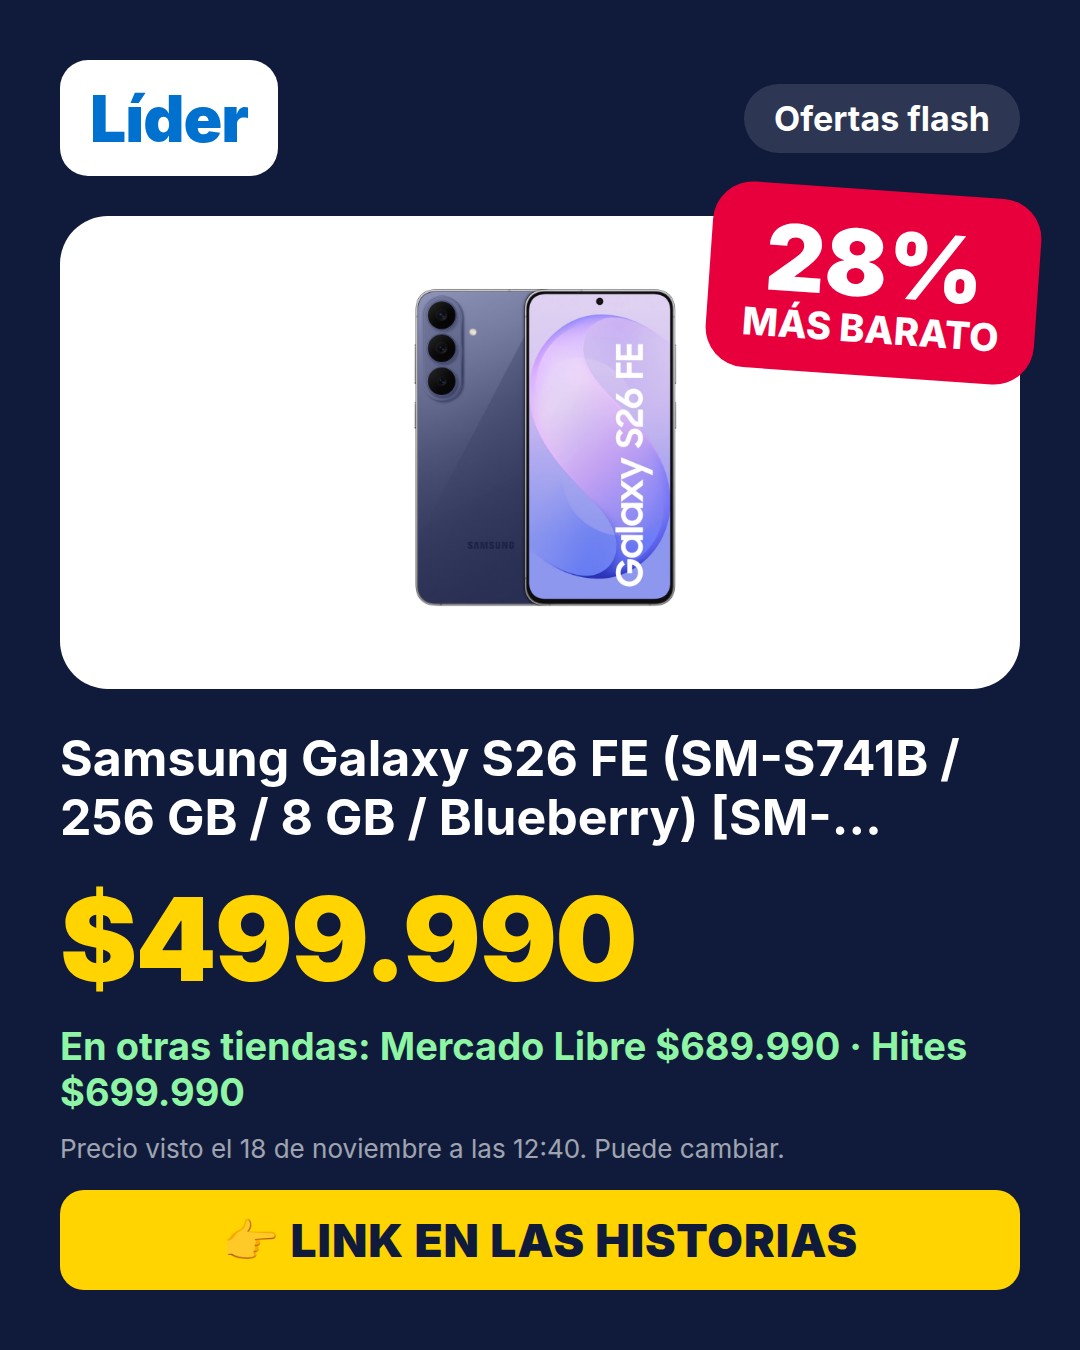 Líder
Ofertas flash
28%
MÁS BARATO
SAMSUNG
Galaxy S26 FE
Samsung Galaxy S26 FE (SM-S741B /
256 GB / 8 GB / Blueberry) [SM-...
$499.990
En otras tiendas: Mercado Libre $689.990 · Hites
$699.990
Precio visto el 18 de noviembre a las 12:40. Puede cambiar.
👉 LINK EN LAS HISTORIAS